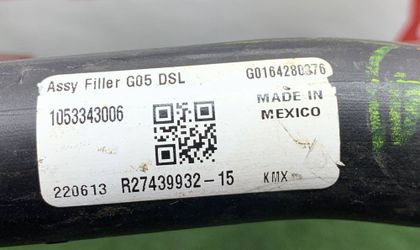 Assy Filler G05 DSL
G0164280376
1053343006
MADE IN
MEXICO
220613
R27439932-15
KMX